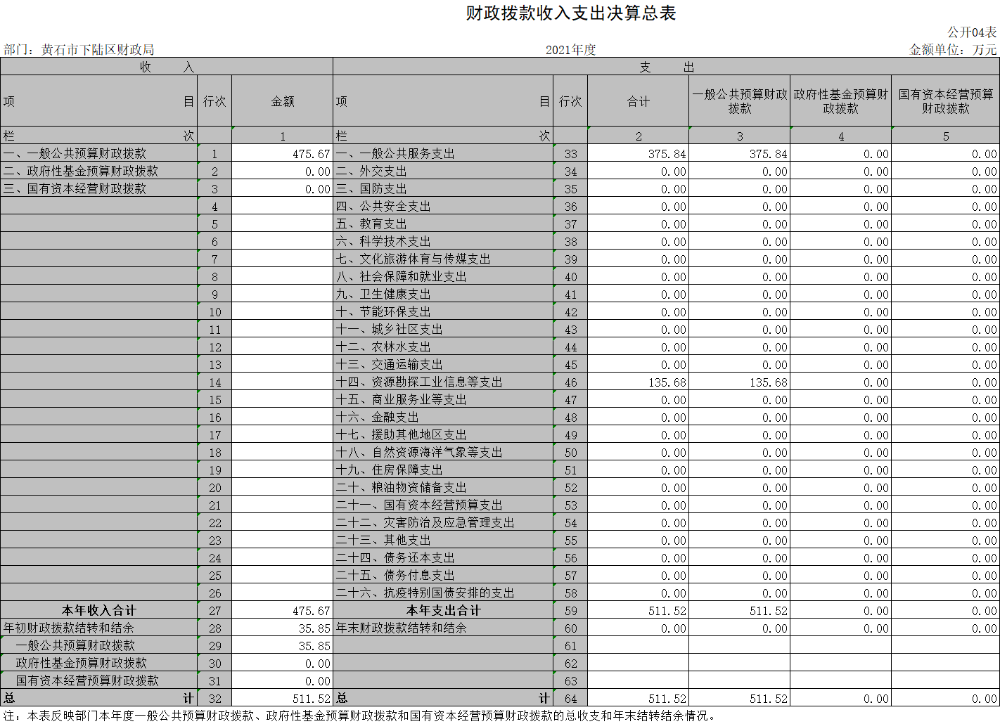 财政拨款收入支出决算总表
公开04表
部门：黄石市下陆区财政局 2021年度 金额单位：万元
收 入 支 出
项 目 行次 金额 项 目 行次 合计 一般公共预算财政拨款 政府性基金预算财政拨款 国有资本经营预算财政拨款
栏 次 1 栏 次 2 3 4 5
一、一般公共预算财政拨款 1 475.67 一、一般公共服务支出 33 375.84 375.84 0.00 0.00
二、政府性基金预算财政拨款 2 0.00 二、外交支出 34 0.00 0.00 0.00 0.00
三、国有资本经营财政拨款 3 0.00 三、国防支出 35 0.00 0.00 0.00 0.00
4 四、公共安全支出 36 0.00 0.00 0.00 0.00
5 五、教育支出 37 0.00 0.00 0.00 0.00
6 六、科学技术支出 38 0.00 0.00 0.00 0.00
7 七、文化旅游体育与传媒支出 39 0.00 0.00 0.00 0.00
8 八、社会保障和就业支出 40 0.00 0.00 0.00 0.00
9 九、卫生健康支出 41 0.00 0.00 0.00 0.00
10 十、节能环保支出 42 0.00 0.00 0.00 0.00
11 十一、城乡社区支出 43 0.00 0.00 0.00 0.00
12 十二、农林水支出 44 0.00 0.00 0.00 0.00
13 十三、交通运输支出 45 0.00 0.00 0.00 0.00
14 十四、资源勘探工业信息等支出 46 135.68 135.68 0.00 0.00
15 十五、商业服务业等支出 47 0.00 0.00 0.00 0.00
16 十六、金融支出 48 0.00 0.00 0.00 0.00
17 十七、援助其他地区支出 49 0.00 0.00 0.00 0.00
18 十八、自然资源海洋气象等支出 50 0.00 0.00 0.00 0.00
19 十九、住房保障支出 51 0.00 0.00 0.00 0.00
20 二十、粮油物资储备支出 52 0.00 0.00 0.00 0.00
21 二十一、国有资本经营预算支出 53 0.00 0.00 0.00 0.00
22 二十二、灾害防治及应急管理支出 54 0.00 0.00 0.00 0.00
23 二十三、其他支出 55 0.00 0.00 0.00 0.00
24 二十四、债务还本支出 56 0.00 0.00 0.00 0.00
25 二十五、债务付息支出 57 0.00 0.00 0.00 0.00
26 二十六、抗疫特别国债安排的支出 58 0.00 0.00 0.00 0.00
本年收入合计 27 475.67 本年支出合计 59 511.52 511.52 0.00 0.00
年初财政拨款结转和结余 28 35.85 年末财政拨款结转和结余 60 0.00 0.00 0.00 0.00
一般公共预算财政拨款 29 35.85 61
政府性基金预算财政拨款 30 0.00 62
国有资本经营预算财政拨款 31 0.00 63
总 计 32 511.52 总 计 64 511.52 511.52 0.00 0.00
注：本表反映部门本年度一般公共预算财政拨款、政府性基金预算财政拨款和国有资本经营预算财政拨款的总收支和年末结转结余情况。